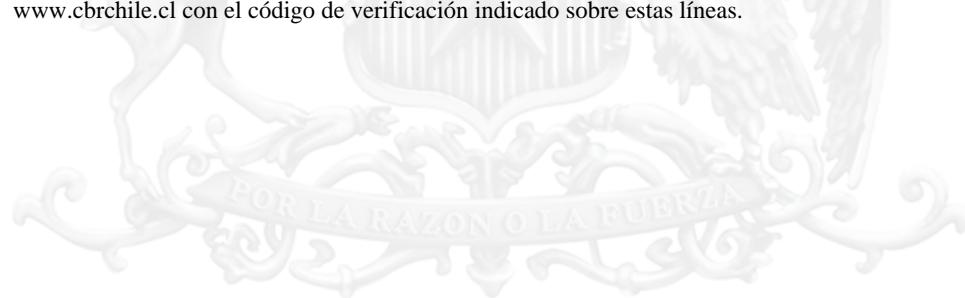 www.cbrchile.cl con el código de verificación indicado sobre estas líneas.
POR LA RAZON O LA FUERZA